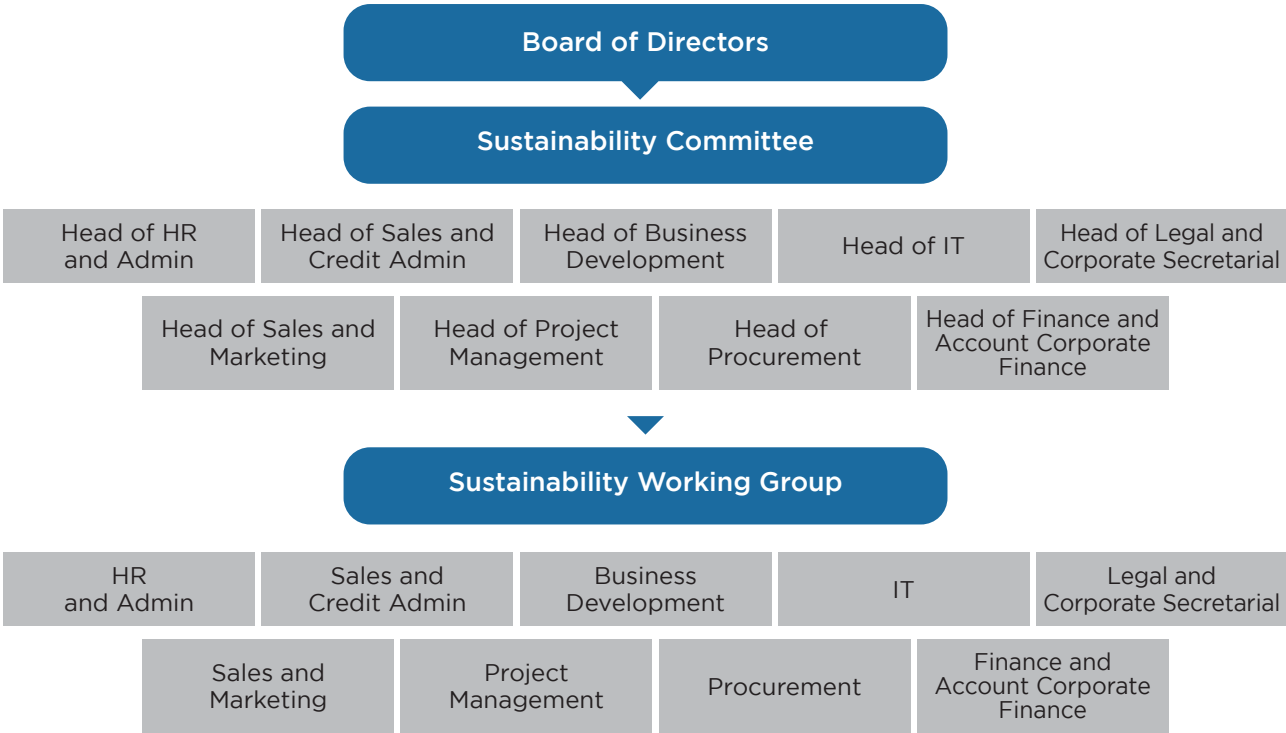 Board of Directors
Sustainability Committee
Head of HR
and Admin
Head of Sales and
Credit Admin
Head of Business
Development
Head of IT
Head of Legal and
Corporate Secretarial
Head of Sales and
Marketing
Head of Project
Management
Head of
Procurement
Head of Finance and
Account Corporate
Finance
Sustainability Working Group
HR
and Admin
Sales and
Credit Admin
Business
Development
IT
Legal and
Corporate Secretarial
Sales and
Marketing
Project
Management
Procurement
Finance and
Account Corporate
Finance